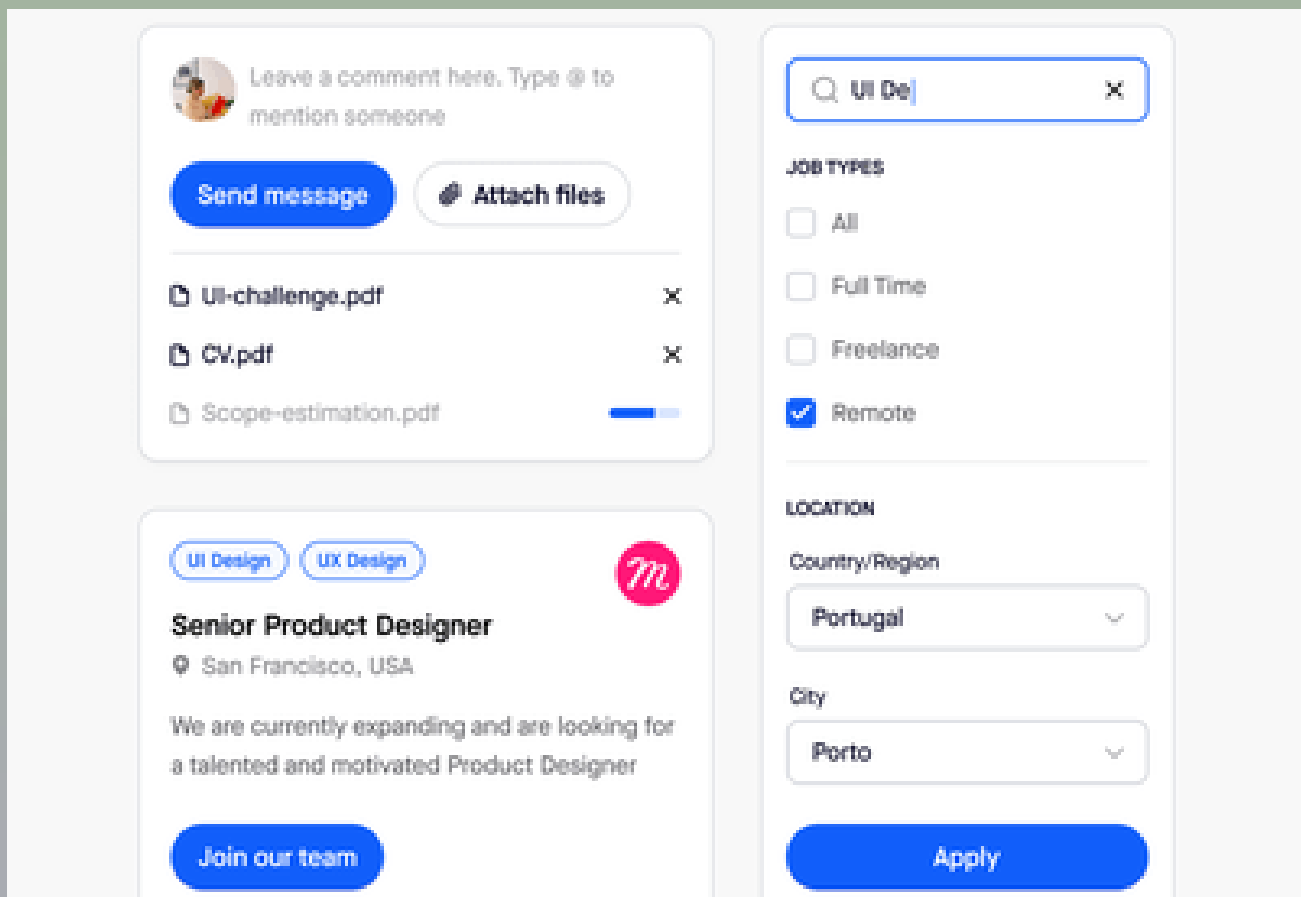 Leave a comment here. Type @ to
mention someone
Send message
Attach files
UI-challenge.pdf
CV.pdf
Scope-estimation.pdf
UI Design
UX Design
m
Senior Product Designer
San Francisco, USA
We are currently expanding and are looking for
a talented and motivated Product Designer
Join our team
UI De
JOB TYPES
All
Full Time
Freelance
Remote
LOCATION
Country/Region
Portugal
City
Porto
Apply